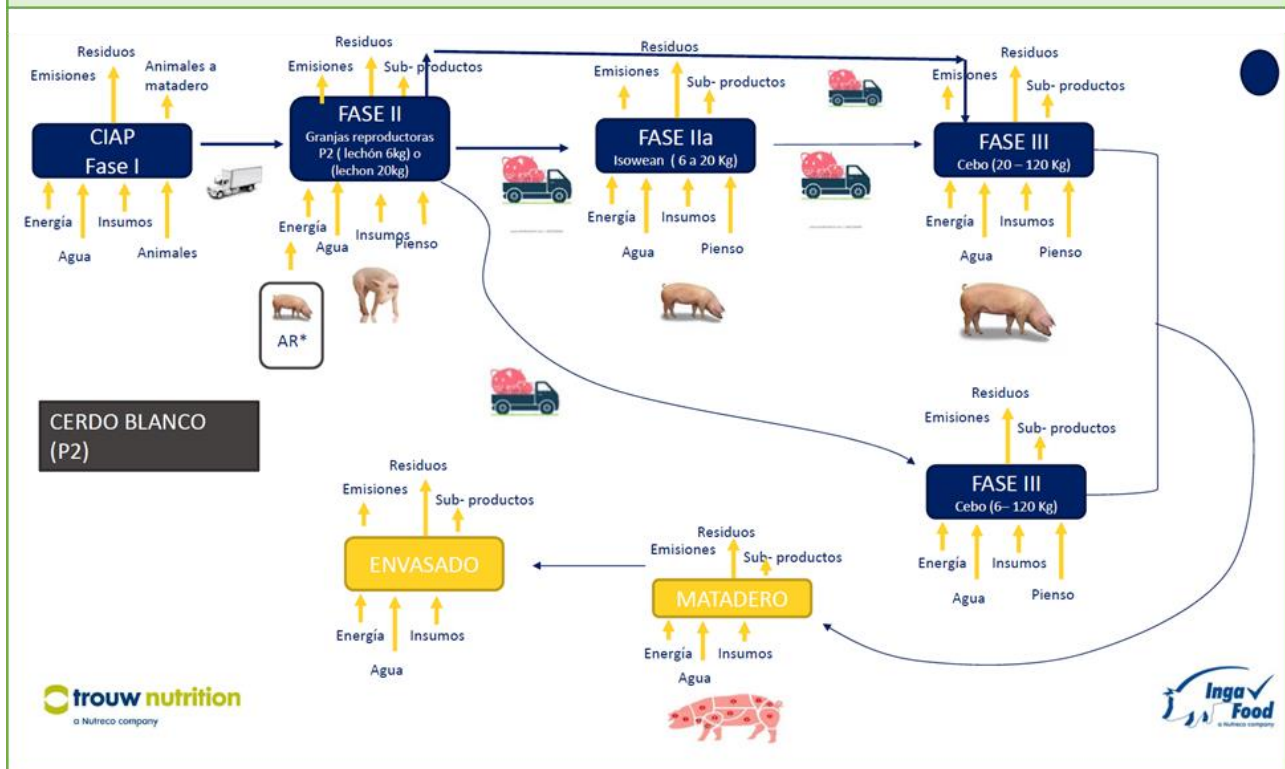 Residuos
Emisiones
Animales a
matadero
CIAP
Fase I
Energía
Insumos
Agua
Animales
Residuos
Emisiones
Sub- productos
FASE II
Granjas reproductoras
P2 ( lechón 6kg) o
(lechon 20kg)
Energía
Agua
Insumos
Pienso
AR*
Residuos
Emisiones
Sub- productos
FASE IIa
Isowean ( 6 a 20 Kg)
Energía
Insumos
Agua
Pienso
Emisiones
Residuos
Sub- productos
FASE III
Cebo (20 – 120 Kg)
Energía
Insumos
Agua
Pienso
CERDO BLANCO
(P2)
Residuos
Emisiones
Sub- productos
FASE III
Cebo (6– 120 Kg)
Energía
Insumos
Agua
Pienso
Residuos
Emisiones
Sub- productos
ENVASADO
Energía
Insumos
Agua
Residuos
Emisiones
Sub- productos
MATADERO
Energía
Insumos
Agua
trouw nutrition
a Nutreco company
Inga
Food
a Nutreco company